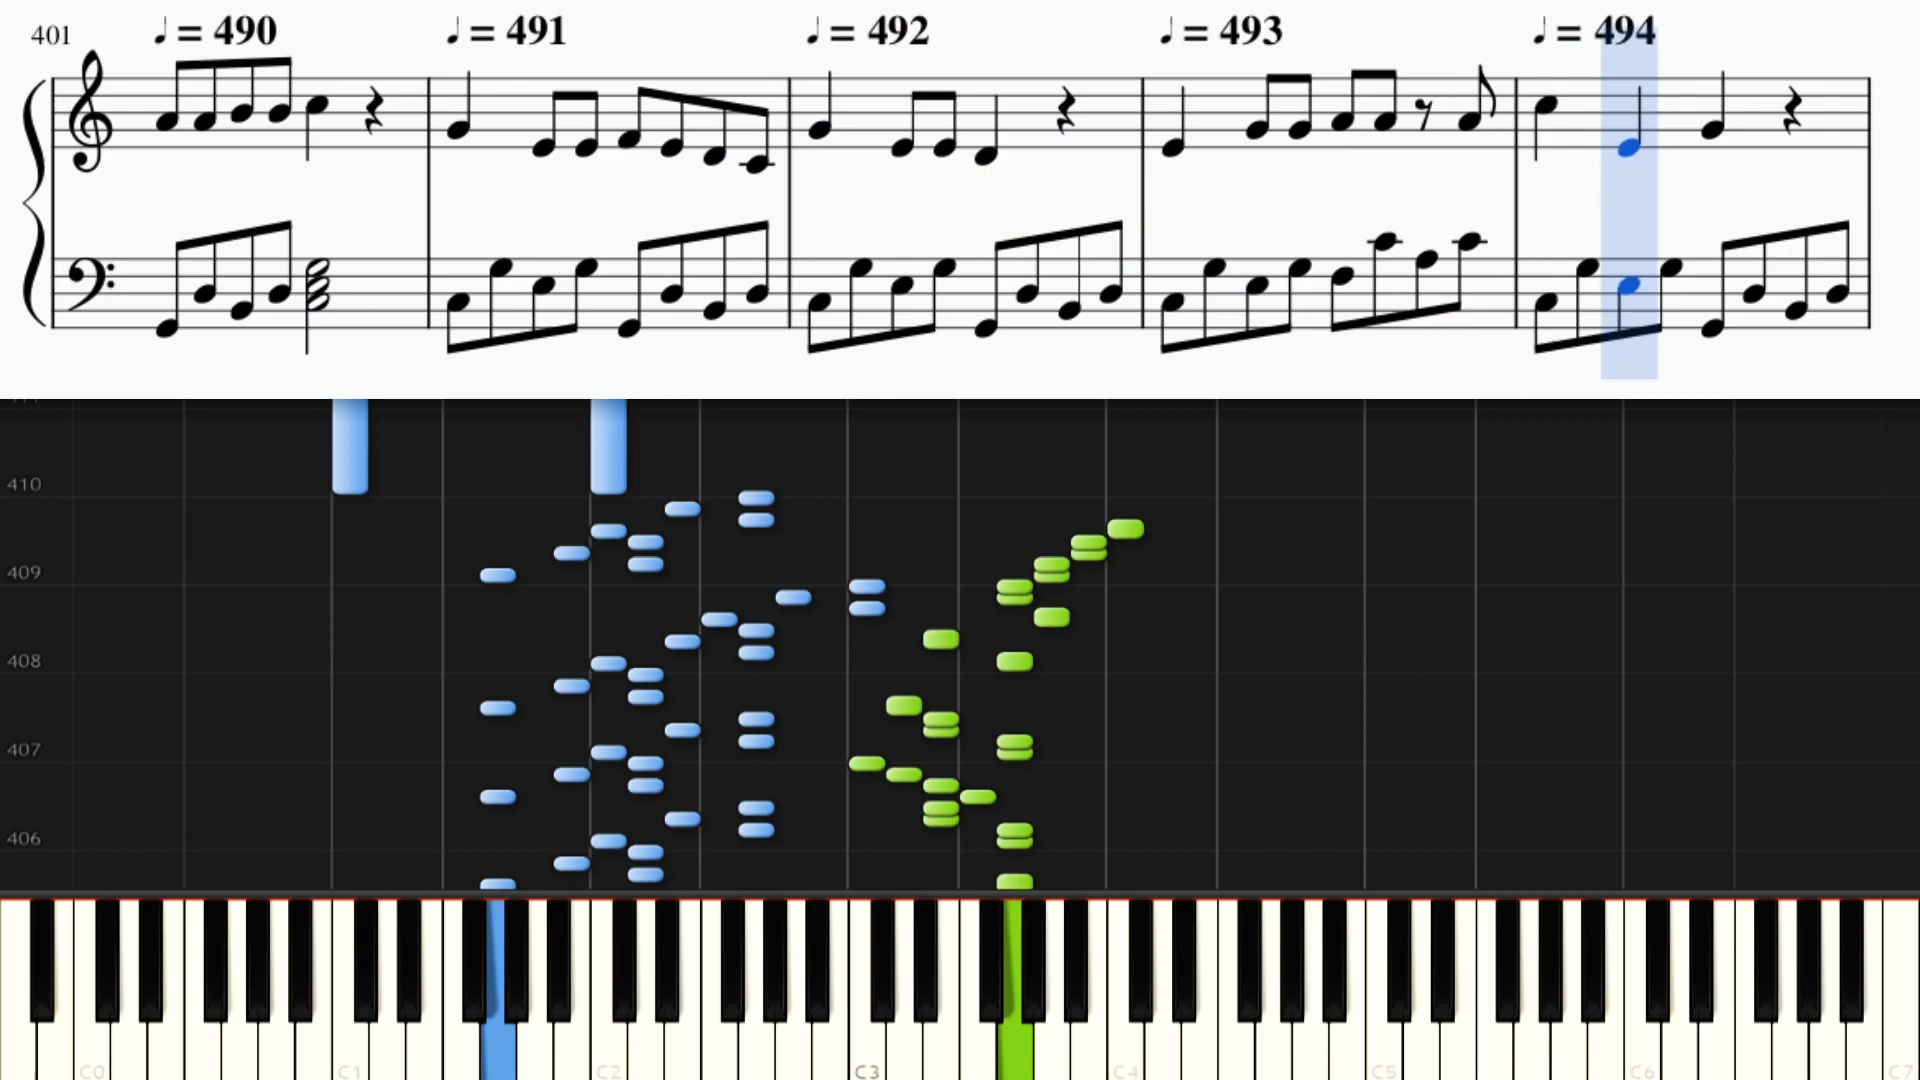 401 ♩ = 490 ♩ = 491 ♩ = 492 ♩ = 493 ♩ = 494
410
409
408
407
406
C0 C1 C2 C3 C4 C5 C6 C7